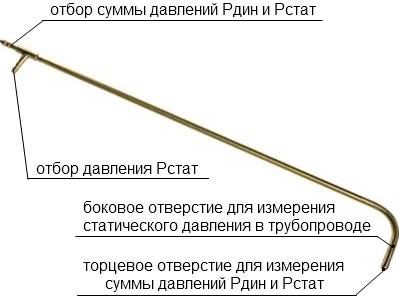 отбор суммы давлений Рдин и Рстат
отбор давления Рстат
боковое отверстие для измерения
статического давления в трубопроводе
торцевое отверстие для измерения
суммы давлений Рдин и Рстат